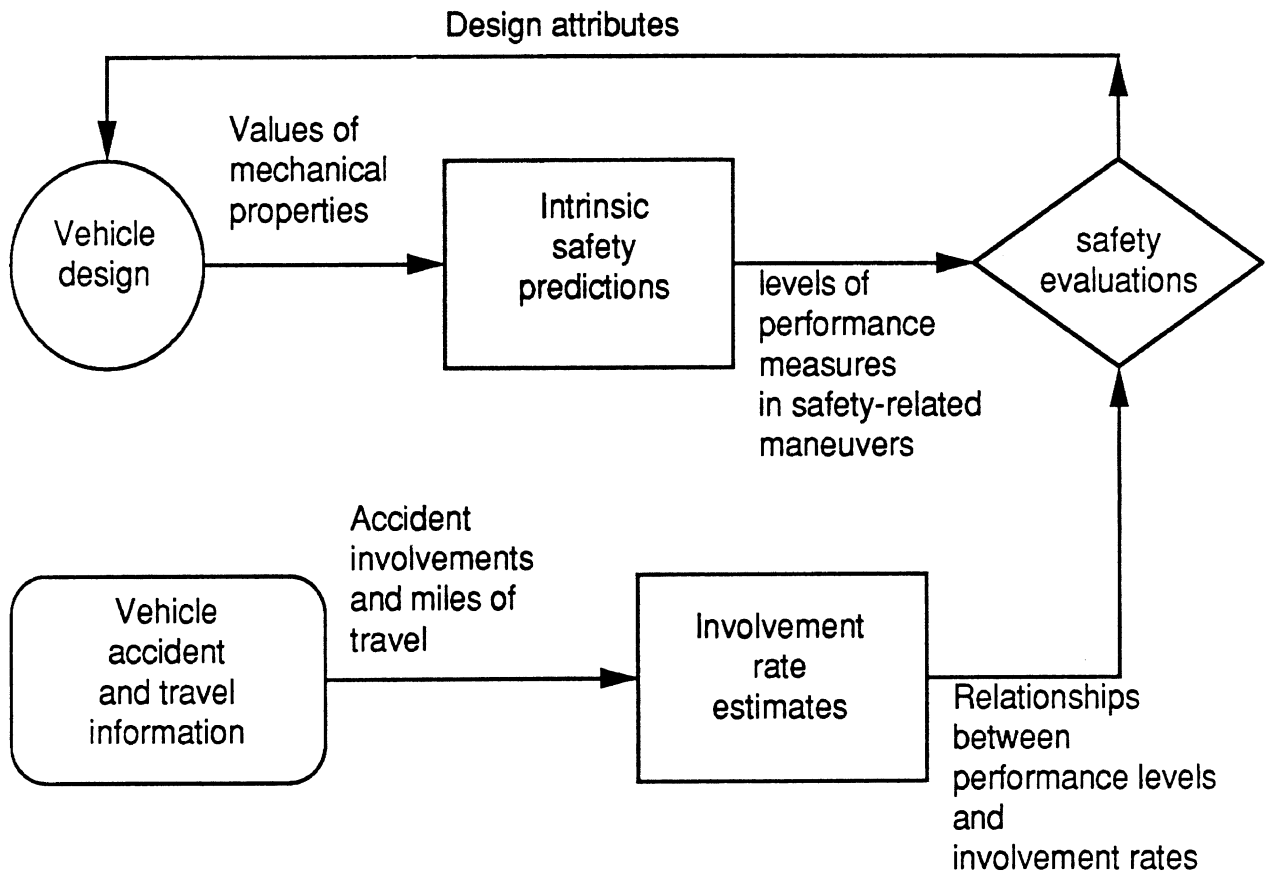 Design attributes
Values of
mechanical
properties
Vehicle
design
Intrinsic
safety
predictions
safety
evaluations
levels of
performance
measures
in safety-related
maneuvers
Accident
involvements
and miles of
travel
Vehicle
accident
and travel
information
Involvement
rate
estimates
Relationships
between
performance levels
and
involvement rates